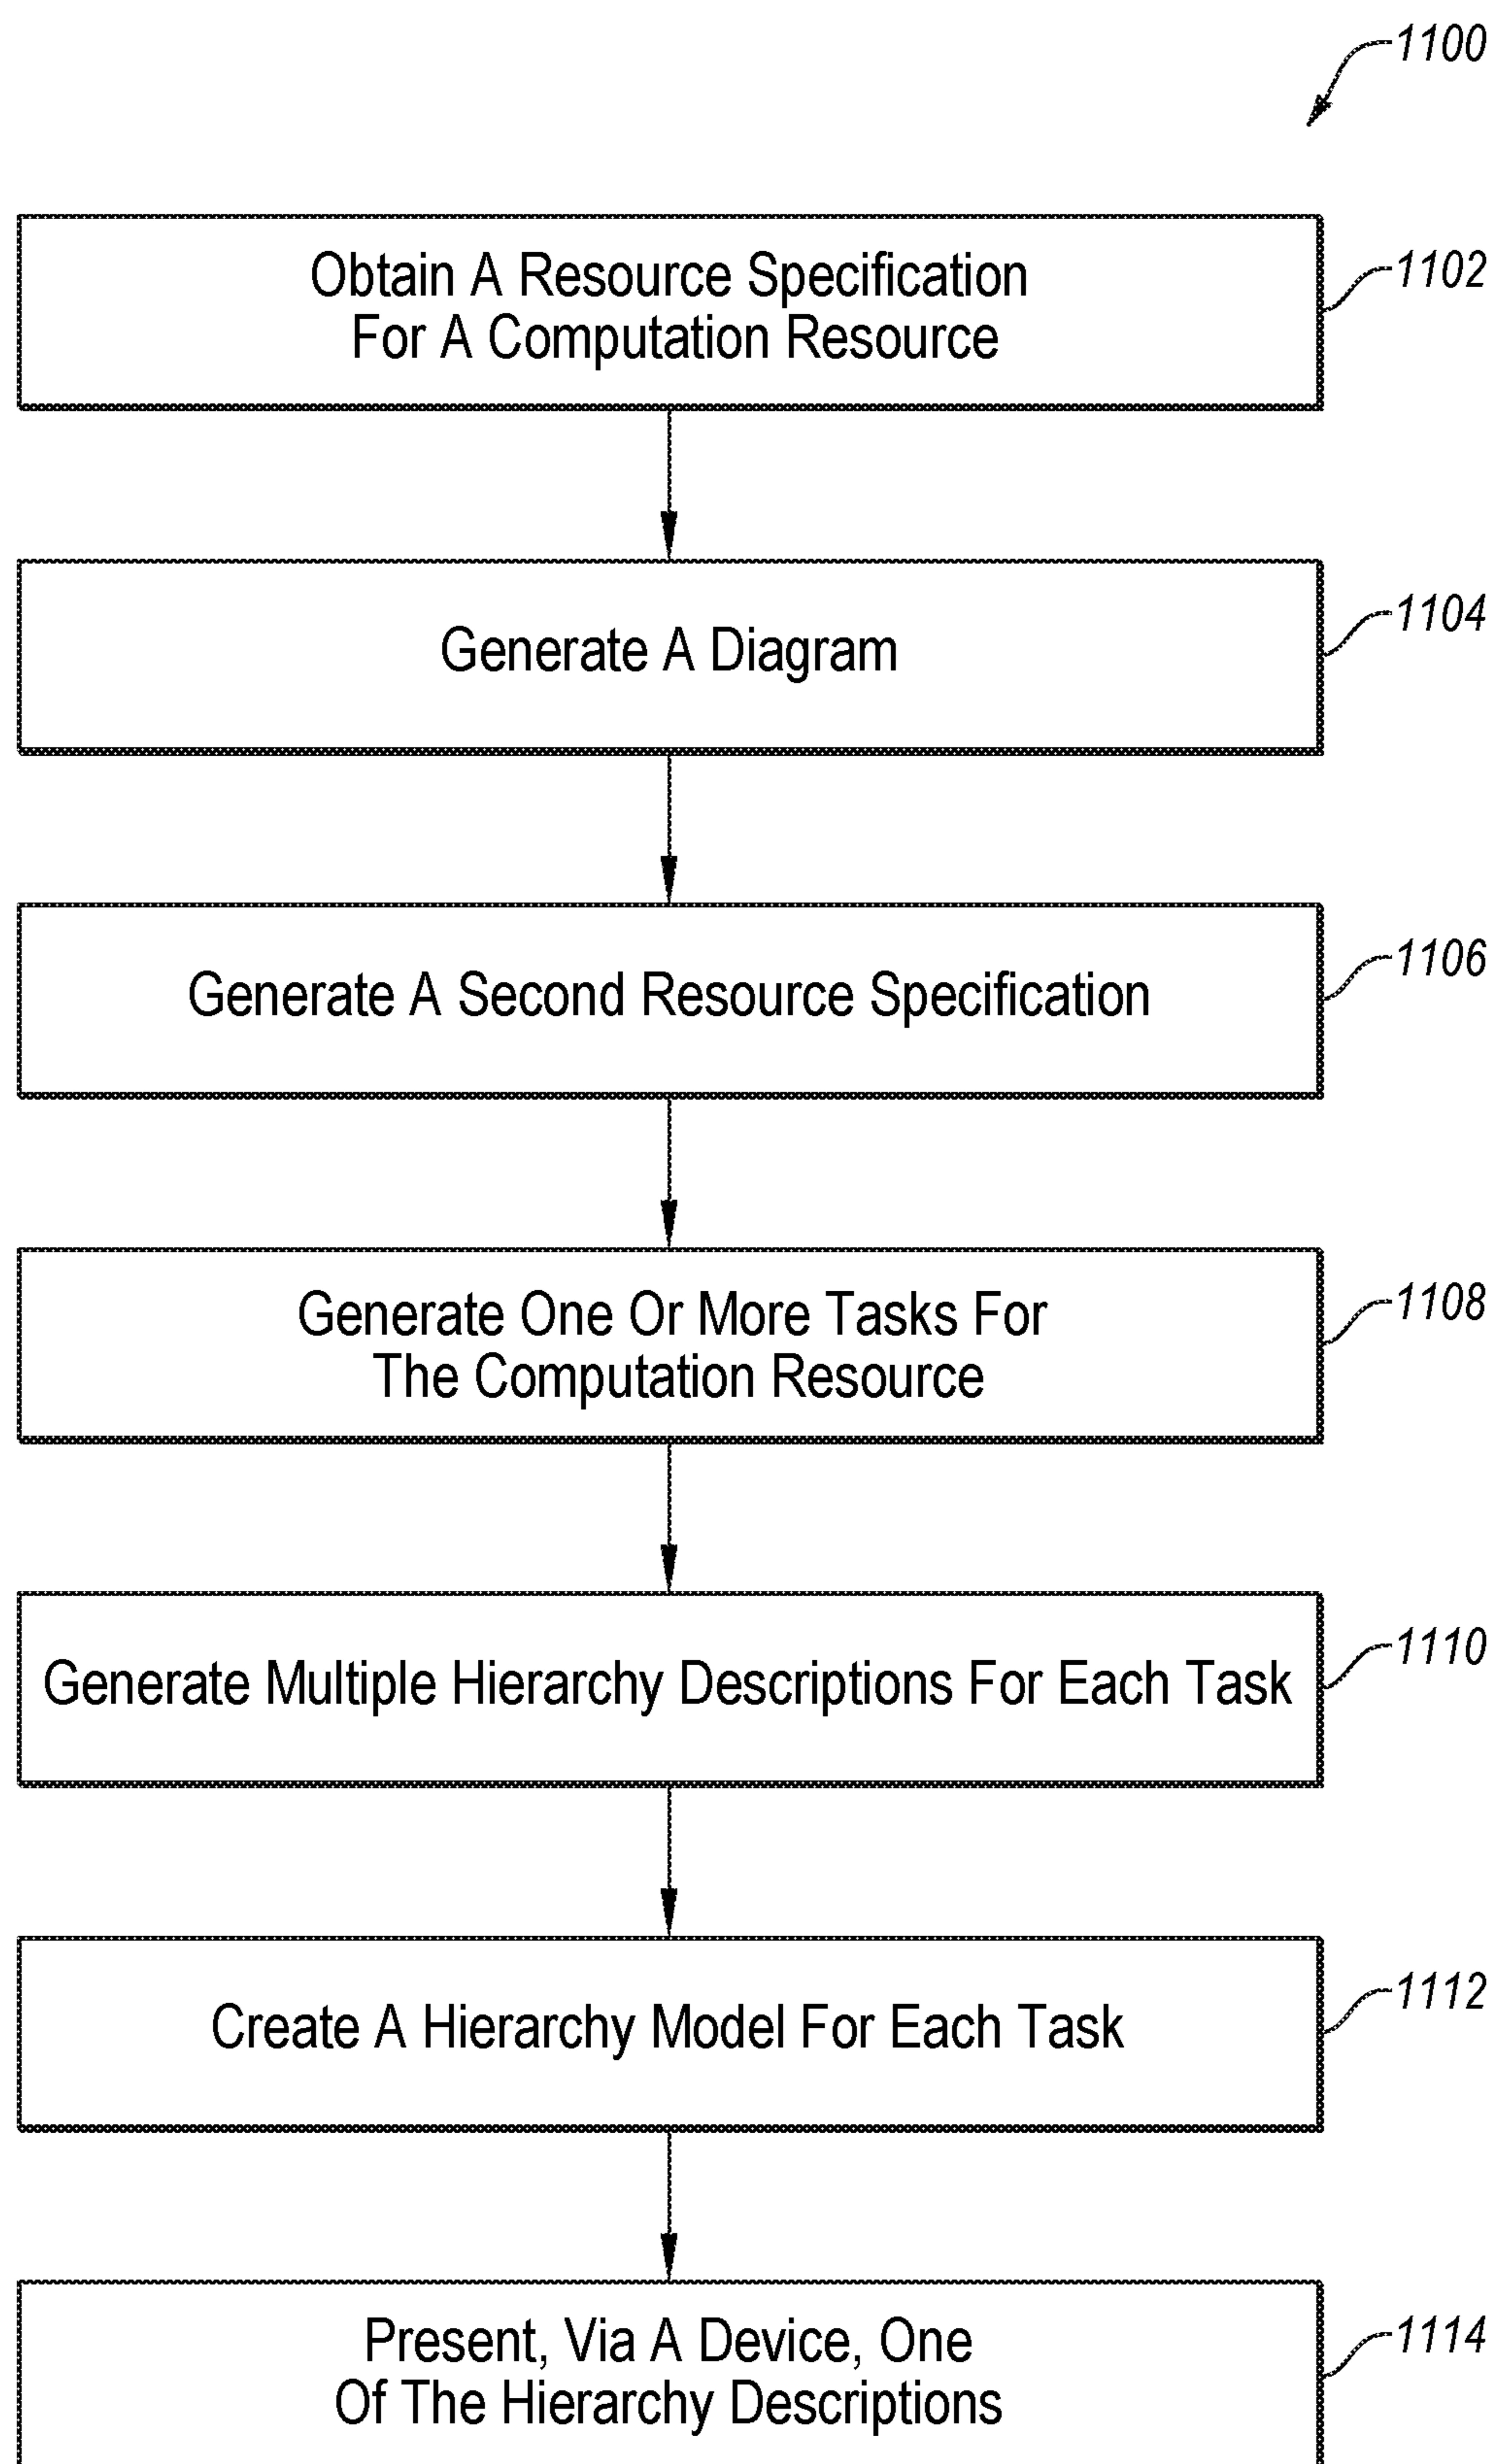 1100
Obtain A Resource Specification
For A Computation Resource
1102
Generate A Diagram
1104
Generate A Second Resource Specification
1106
Generate One Or More Tasks For
The Computation Resource
1108
Generate Multiple Hierarchy Descriptions For Each Task
1110
Create A Hierarchy Model For Each Task
1112
Present, Via A Device, One
Of The Hierarchy Descriptions
1114